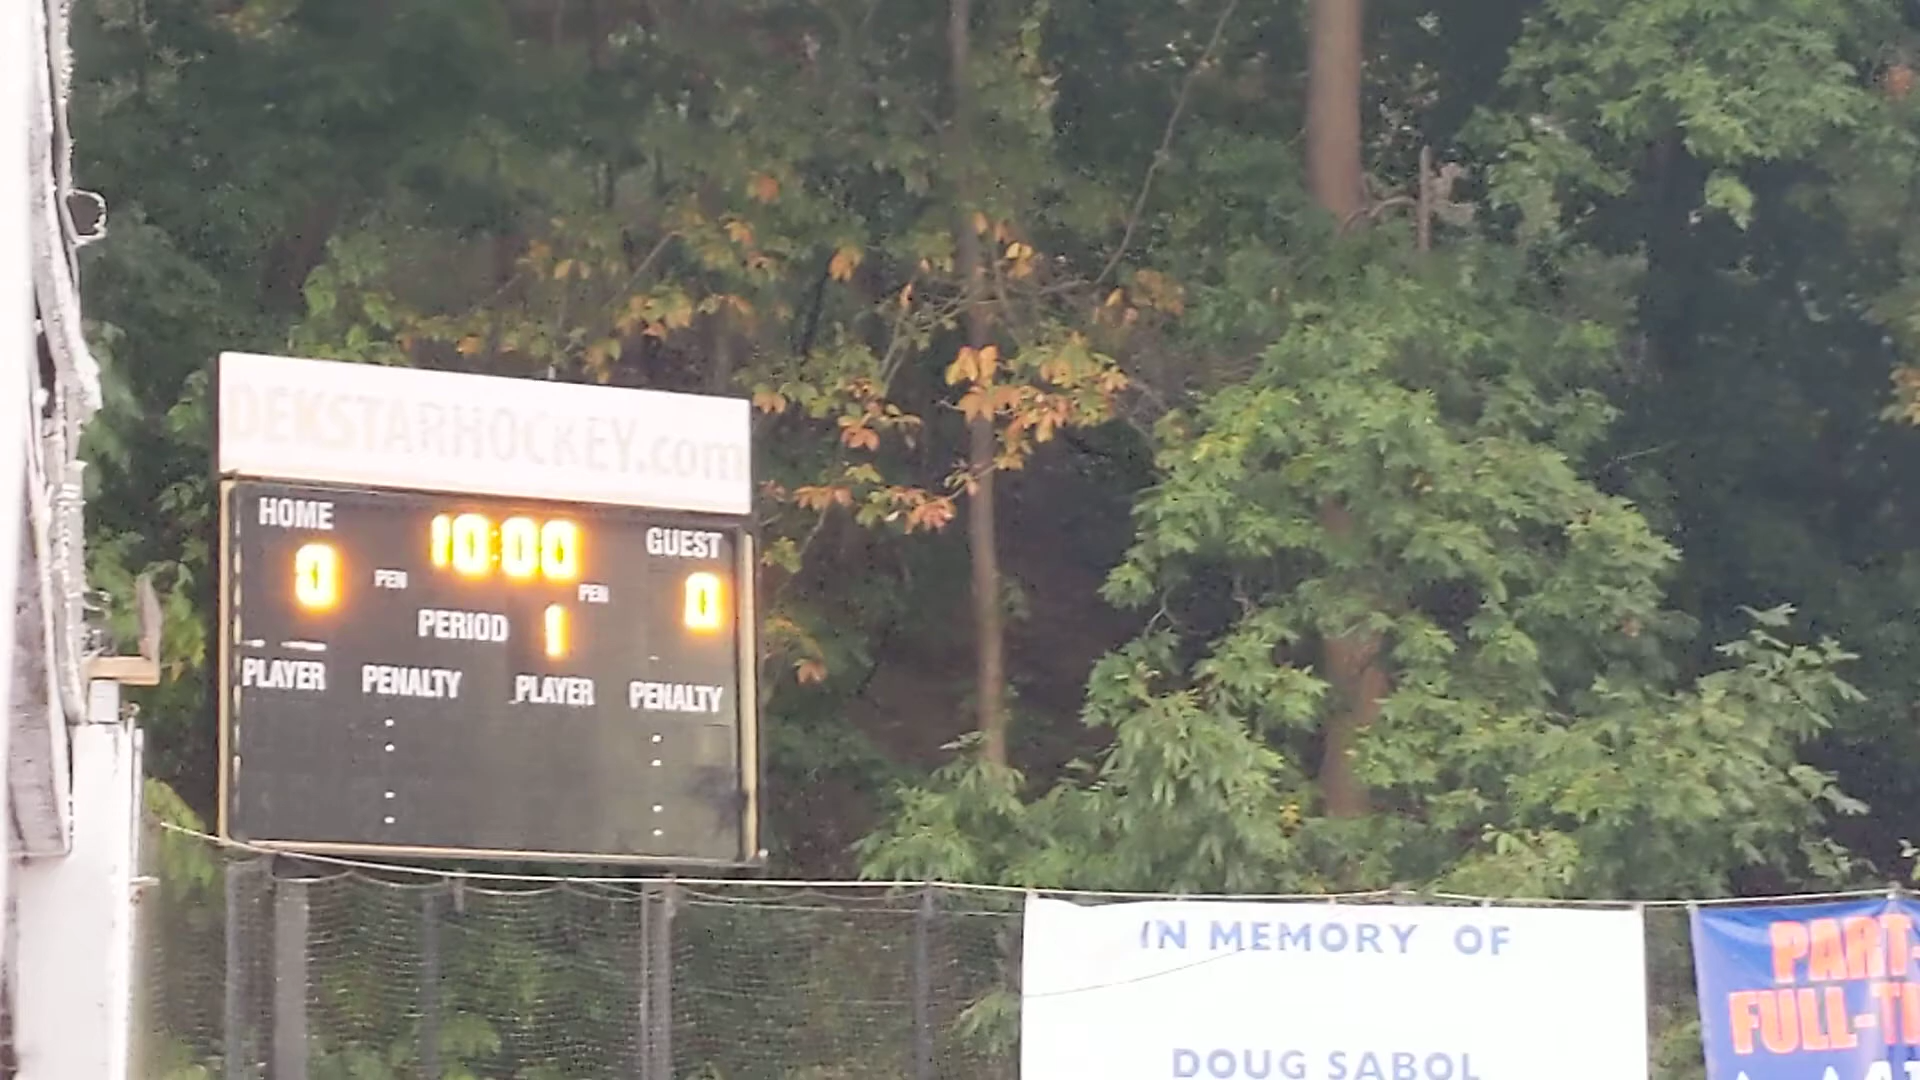 DEKSTARHOCKEY.com
HOME 10:00 GUEST
0 PEN PEN 0
PERIOD 1
PLAYER PENALTY PLAYER PENALTY
IN MEMORY OF
DOUG SABOL
PART-
FULL-TI